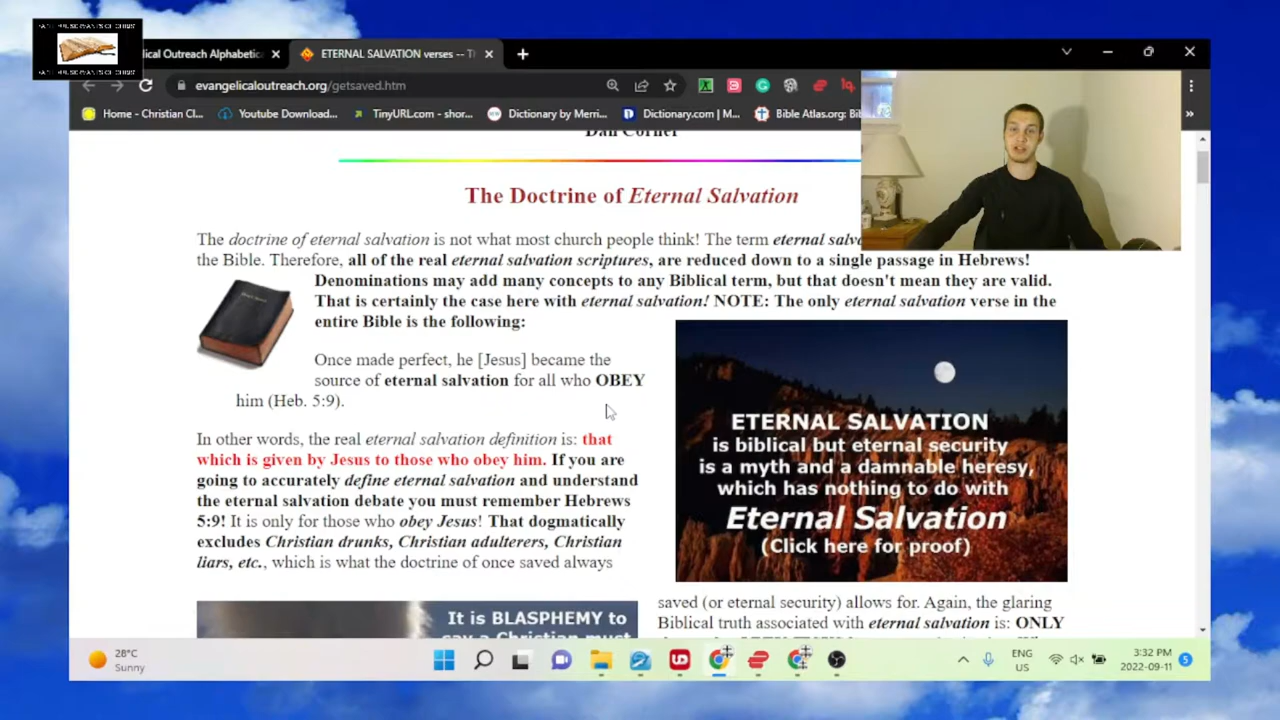 ical Outreach Alphabetic
ETERNAL SALVATION verses -- T
evangelicaloutreach.org/getsaved.htm
Home - Christian Cl...
Youtube Download...
TinyURL.com - shor...
Dictionary by Merri...
Dictionary.com | M...
Bible Atlas.org: Bib
Dan Corner
The Doctrine of Eternal Salvation
The doctrine of eternal salvation is not what most church people think! The term eternal salv
the Bible. Therefore, all of the real eternal salvation scriptures, are reduced down to a single passage in Hebrews!
Denominations may add many concepts to any Biblical term, but that doesn't mean they are valid.
That is certainly the case here with eternal salvation! NOTE: The only eternal salvation verse in the
entire Bible is the following:
Once made perfect, he [Jesus] became the
source of eternal salvation for all who OBEY
him (Heb. 5:9).
In other words, the real eternal salvation definition is: that
which is given by Jesus to those who obey him. If you are
going to accurately define eternal salvation and understand
the eternal salvation debate you must remember Hebrews
5:9! It is only for those who obey Jesus! That dogmatically
excludes Christian drunks, Christian adulterers, Christian
liars, etc., which is what the doctrine of once saved always
ETERNAL SALVATION
is biblical but eternal security
is a myth and a damnable heresy,
which has nothing to do with
Eternal Salvation
(Click here for proof)
It is BLASPHEMY to
say a Christian must
saved (or eternal security) allows for. Again, the glaring
Biblical truth associated with eternal salvation is: ONLY
28°C
Sunny
ENG
US
3:32 PM
2022-09-11
5